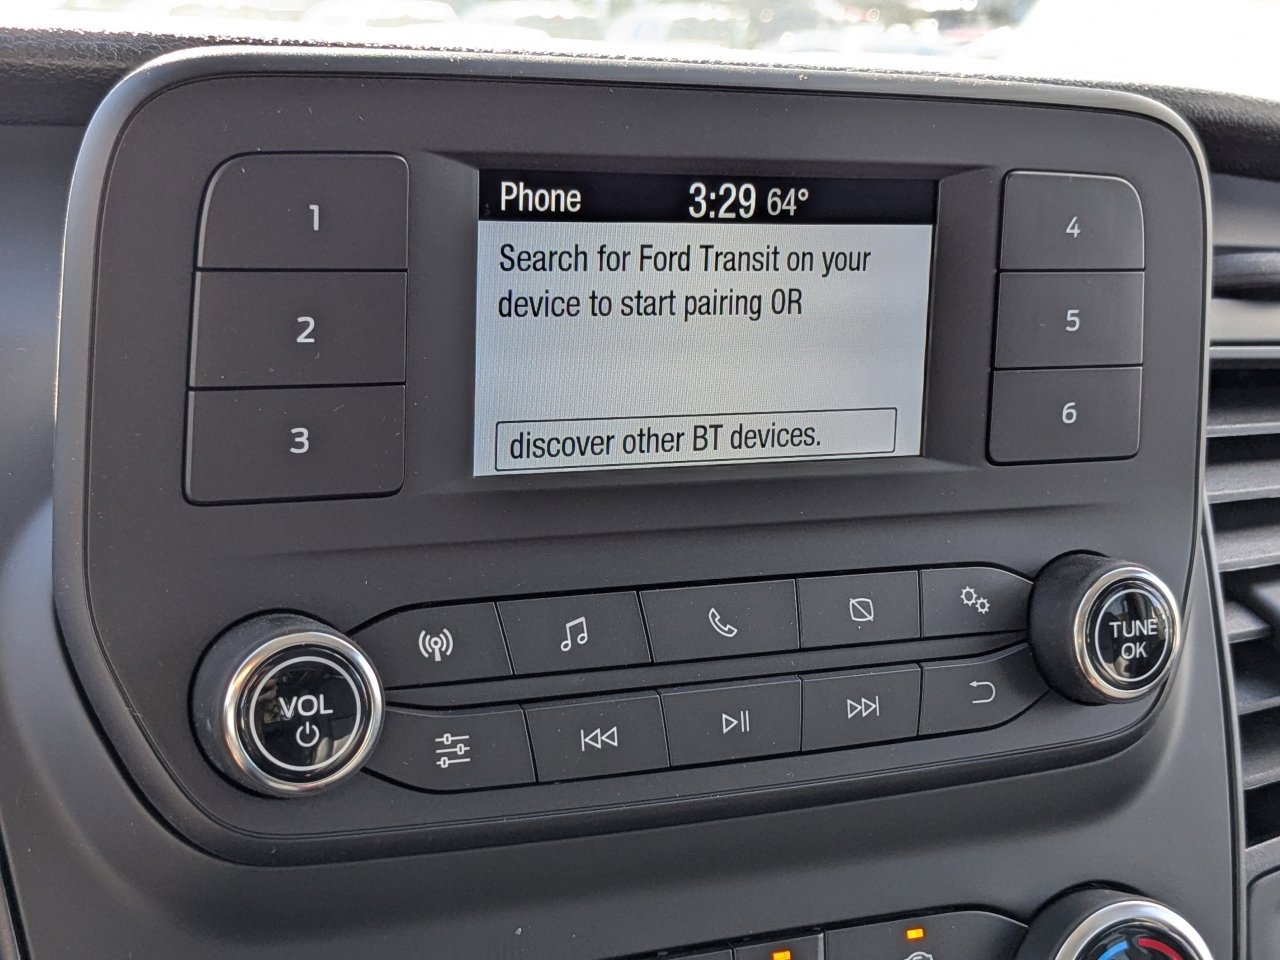 Phone 3:29 64°
Search for Ford Transit on your
device to start pairing OR
discover other BT devices.
1
2
3
4
5
6
VOL
TUNE
OK